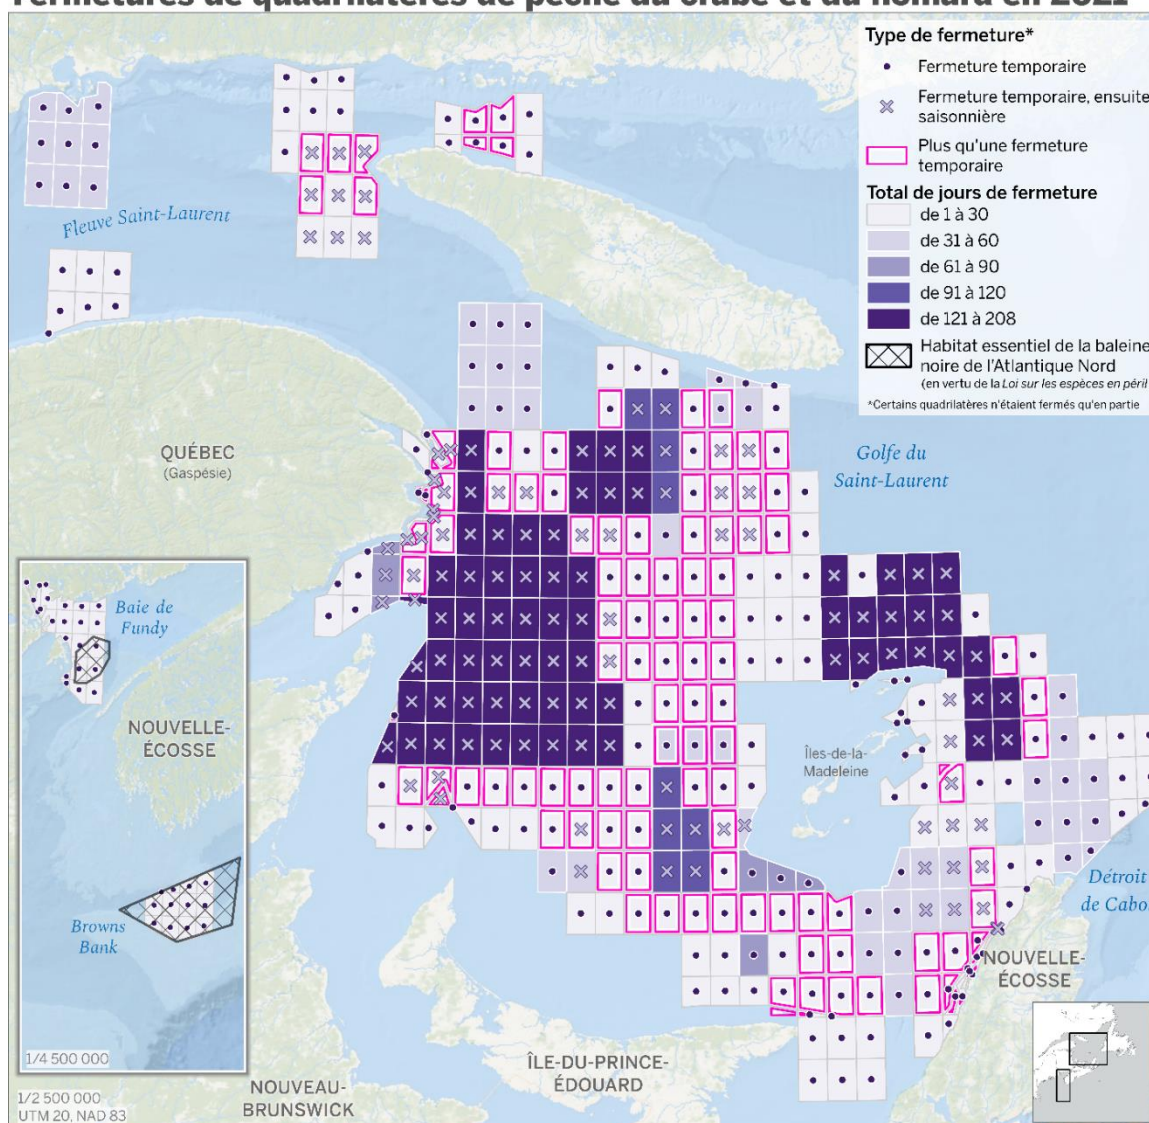 Fermetures de quadrilatères de pêche du crabe et du homard en 2021
Type de fermeture*
Fermeture temporaire
Fermeture temporaire, ensuite
saisonnière
Plus qu'une fermeture
temporaire
Total de jours de fermeture
de 1 à 30
de 31 à 60
de 61 à 90
de 91 à 120
de 121 à 208
Habitat essentiel de la baleine
noire de l'Atlantique Nord
(en vertu de la Loi sur les espèces en péril
*Certains quadrilatères n'étaient fermés qu'en partie
Fleuve Saint-Laurent
QUÉBEC
(Gaspésie)
Golfe du
Saint-Laurent
Baie de
Fundy
NOUVELLE-
ÉCOSSE
Îles-de-la-
Madeleine
Détroit
de Cabo
Browns
Bank
NOUVELLE-
ÉCOSSE
1/4 500 000
ÎLE-DU-PRINCE-
ÉDOUARD
NOUVEAU-
BRUNSWICK
1/2 500 000
UTM 20, NAD 83